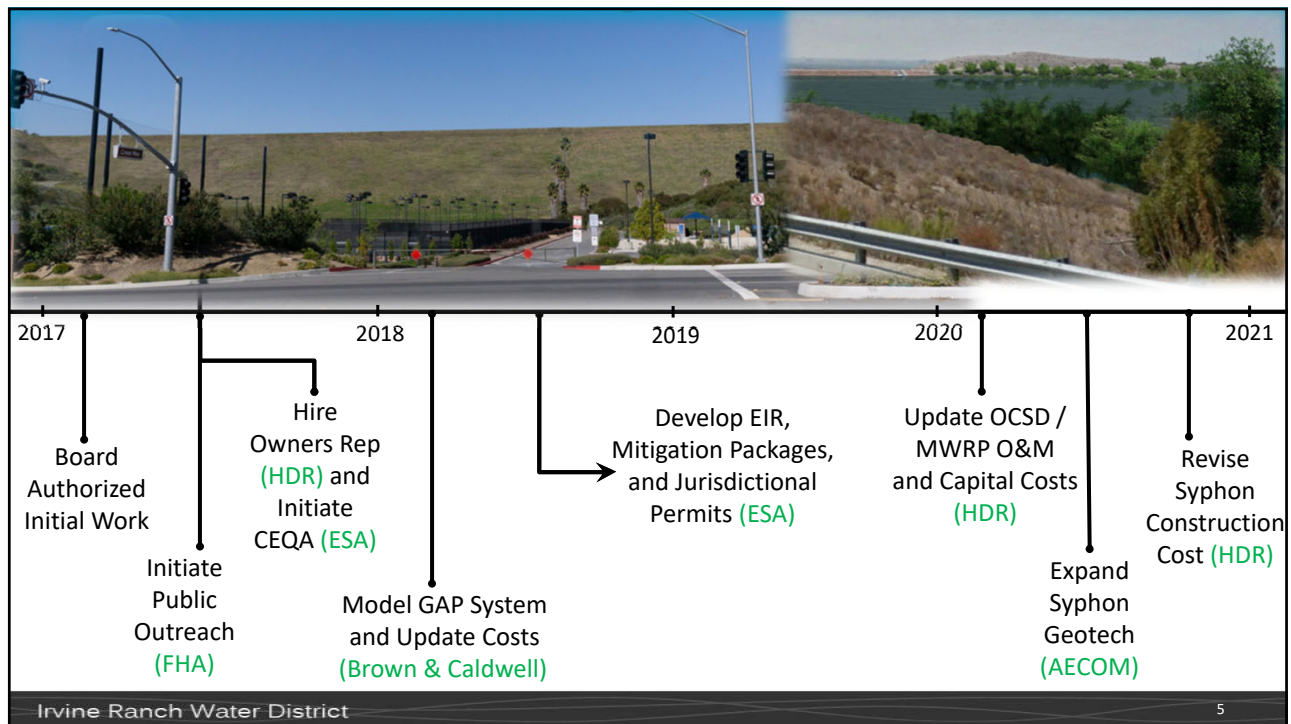 2017
2018
2019
2020
2021
Board
Authorized
Initial Work
Initiate
Public
Outreach
(FHA)
Hire
Owners Rep
(HDR) and
Initiate
CEQA (ESA)
Model GAP System
and Update Costs
(Brown & Caldwell)
Develop EIR,
Mitigation Packages,
and Jurisdictional
Permits (ESA)
Update OCSD /
MWRP O&M
and Capital Costs
(HDR)
Expand
Syphon
Geotech
(AECOM)
Revise
Syphon
Construction
Cost (HDR)
Irvine Ranch Water District
5